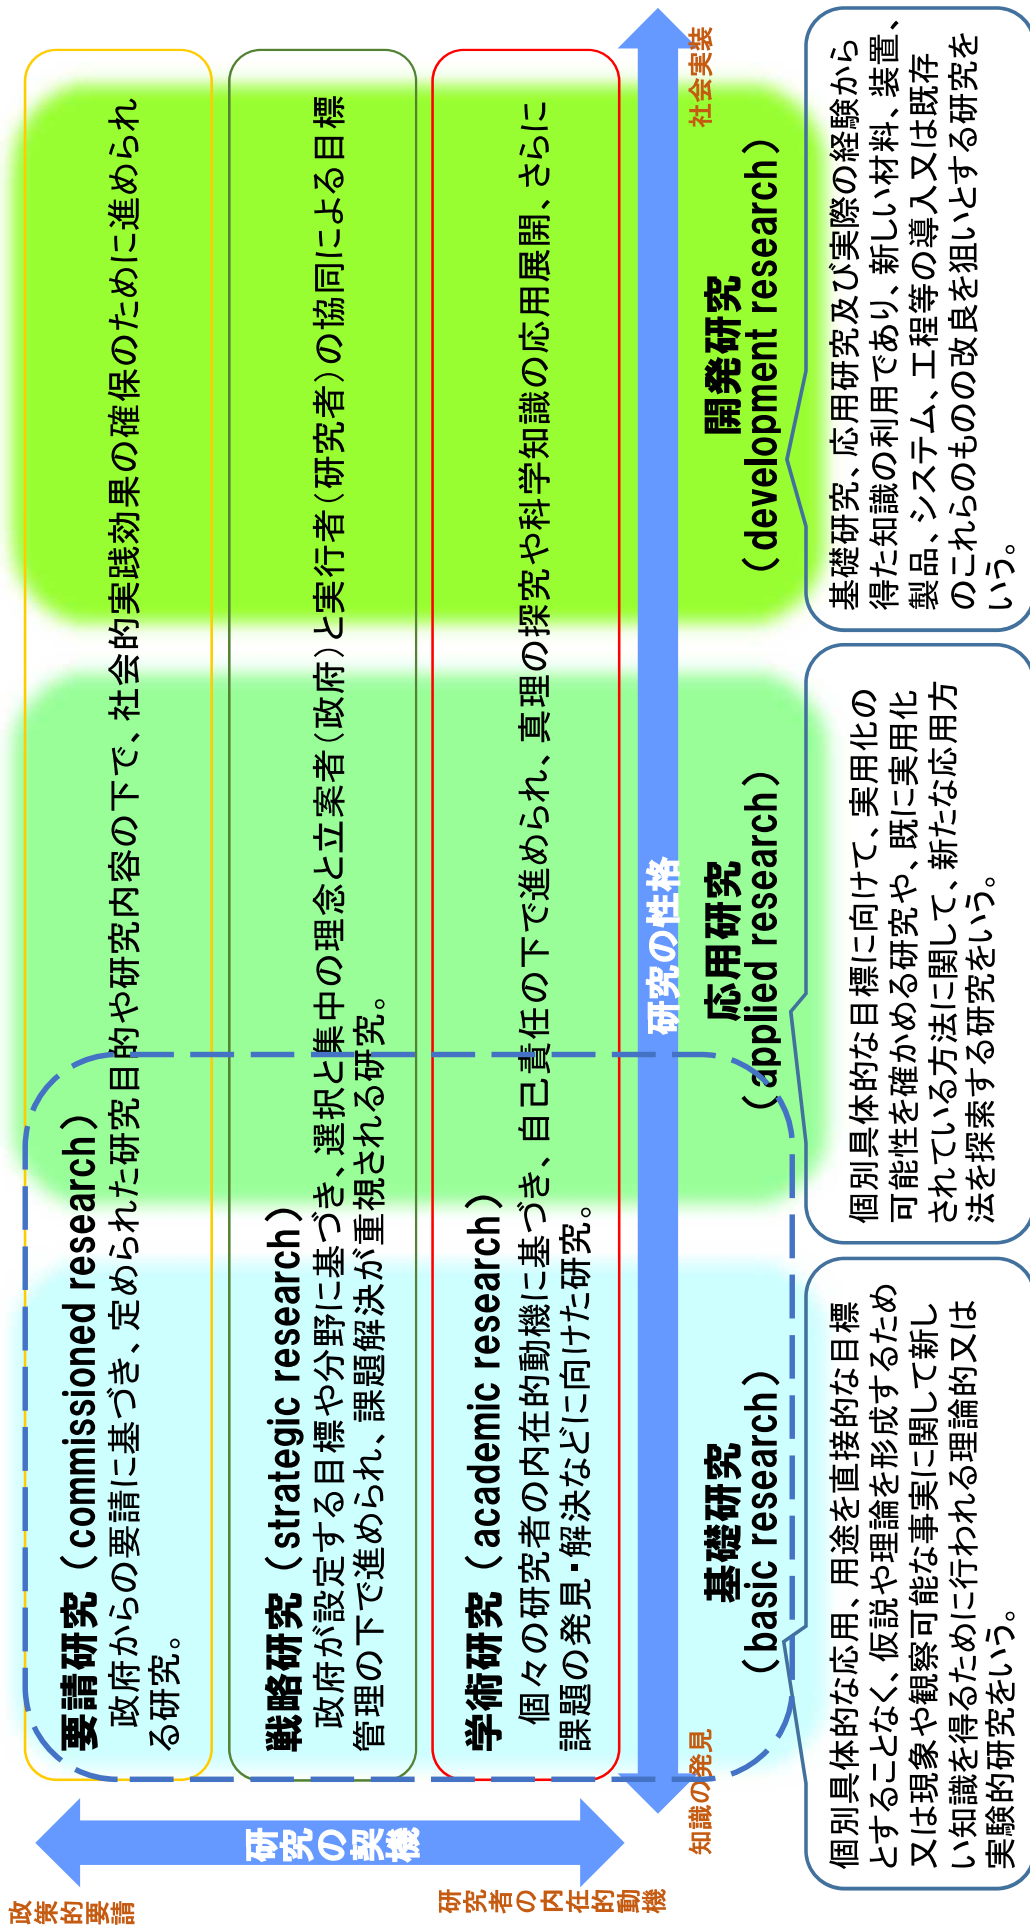 政策的要請
研究の契機
研究者の内在的動機
要請研究（commissioned research）
政府からの要請に基づき、定められた研究目的や研究内容の下で、社会的実践効果の確保のために進められ
る研究。
戦略研究（strategic research）
政府が設定する目標や分野に基づき、選択と集中の理念と立案者（政府）と実行者（研究者）の協同による目標
管理の下で進められ、課題解決が重視される研究。
学術研究（academic research）
個々の研究者の内在的動機に基づき、自己責任の下で進められ、真理の探究や科学知識の応用展開、さらに
課題の発見・解決などに向けた研究。
研究の性格
知識の発見
社会実装
基礎研究
（basic research）
応用研究
（applied research）
開発研究
（development research）
個別具体的な応用、用途を直接的な目標
とすることなく、仮説や理論を形成するため
又は現象や観察可能な事実に関して新し
い知識を得るために行われる理論的又は
実験的研究をいう。
個別具体的な目標に向けて、実用化の
可能性を確かめる研究や、既に実用化
されている方法に関して、新たな応用方
法を探索する研究をいう。
基礎研究、応用研究及び実際の経験から
得た知識の利用であり、新しい材料、装置、
製品、システム、工程等の導入又は既存
のこれらのものの改良を狙いとする研究を
いう。